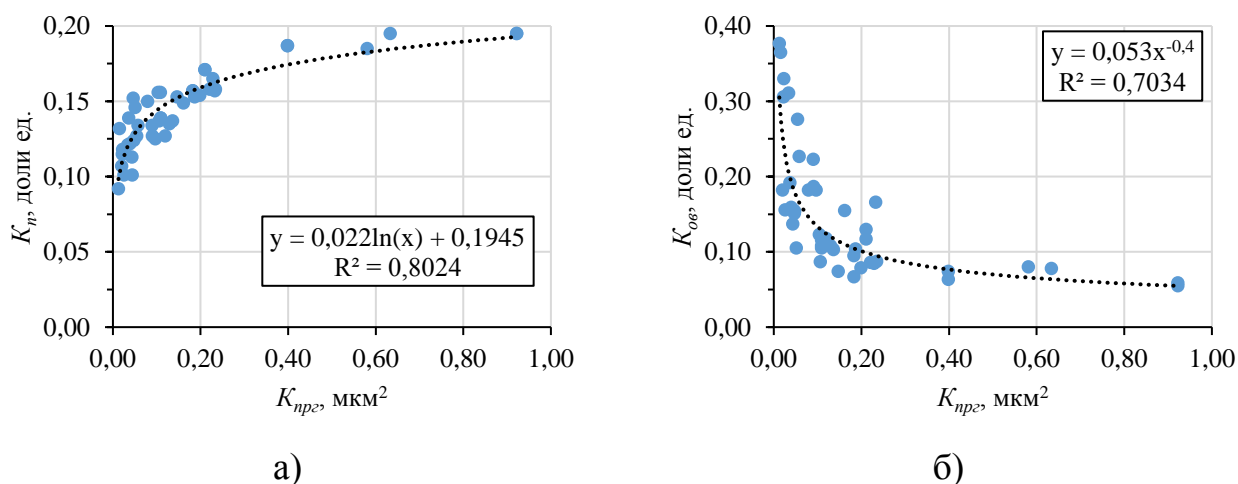 0,20
0,15
0,10
0,05
0,00
Kп, доли ед.
y = 0,022ln(x) + 0,1945
R² = 0,8024
0,00 0,20 0,40 0,60 0,80 1,00
Kпрг, мкм²
а)
0,40
0,30
0,20
0,10
0,00
Kов, доли ед.
y = 0,053x^-0,4
R² = 0,7034
0,00 0,20 0,40 0,60 0,80 1,00
Kпрг, мкм²
б)